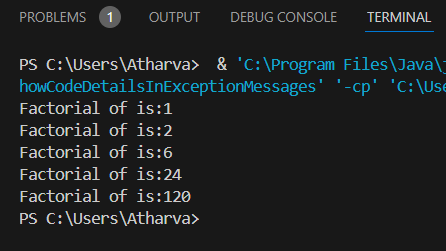 PROBLEMS 1 OUTPUT DEBUG CONSOLE TERMINAL
PS C:\Users\Atharva>  & 'C:\Program Files\Java\j
howCodeDetailsInExceptionMessages' '-cp' 'C:\Use
Factorial of is:1
Factorial of is:2
Factorial of is:6
Factorial of is:24
Factorial of is:120
PS C:\Users\Atharva>